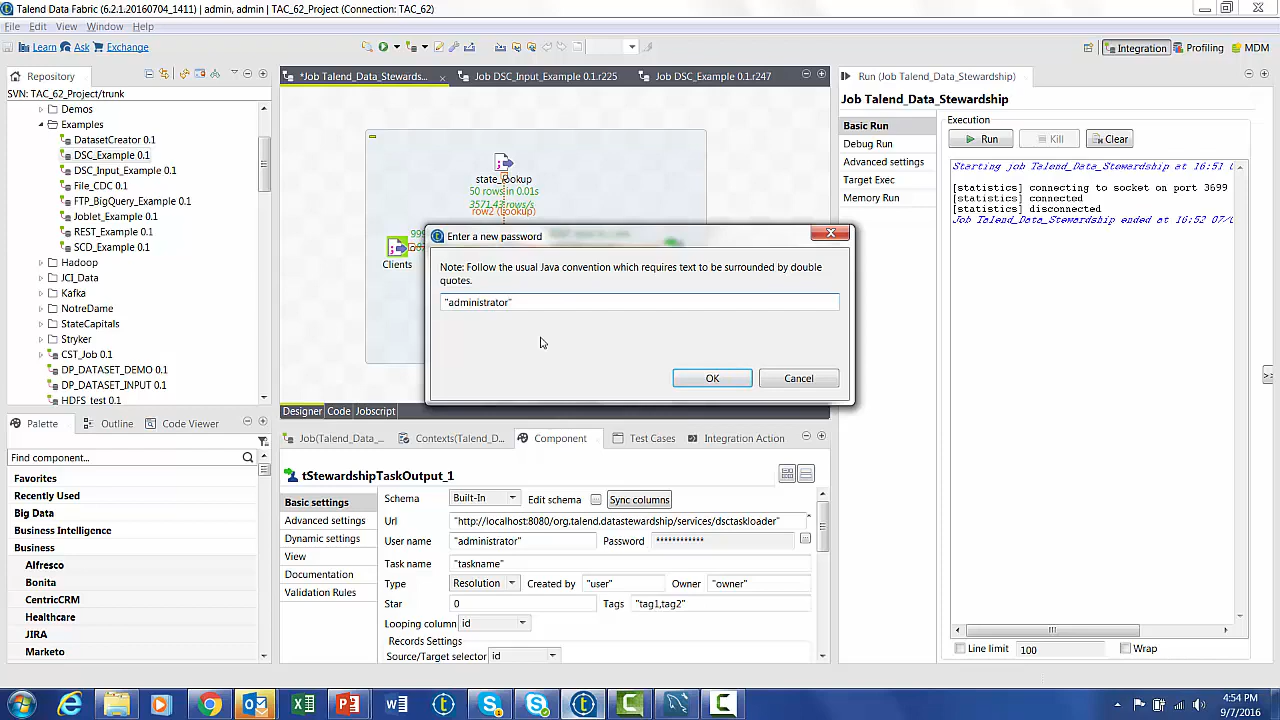 Talend Data Fabric (6.2.1.20160704_1411) | admin, admin | TAC_62_Project (Connection: TAC_62)
File Edit View Window Help
Learn Ask Exchange
Integration Profiling MDM
Repository
SVN: TAC_62_Project/trunk
Demos
Examples
DatasetCreator 0.1
DSC_Example 0.1
DSC_Input_Example 0.1
File_CDC 0.1
FTP_BigQuery_Example 0.1
Joblet_Example 0.1
REST_Example 0.1
SCD_Example 0.1
Hadoop
JCI_Data
Kafka
NotreDame
StateCapitals
Stryker
CST_Job 0.1
DP_DATASET_DEMO 0.1
DP_DATASET_INPUT 0.1
HDFS_test 0.1
Palette Outline Code Viewer
Find component...
Favorites
Recently Used
Big Data
Business Intelligence
Business
Alfresco
Bonita
CentricCRM
Healthcare
JIRA
Marketo
*Job Talend_Data_Stewards... Job DSC_Input_Example 0.1.r225 Job DSC_Example 0.1.r247
state_lookup
50 rows in 0.01s
3571.43 rows/s
row2 (Lookup)
Clients
Enter a new password
Note: Follow the usual Java convention which requires text to be surrounded by double
quotes.
"administrator"
OK Cancel
Designer Code Jobscript
Job(Talend_Data_... Contexts(Talend_D... Component Test Cases Integration Action
tStewardshipTaskOutput_1
Basic settings
Advanced settings
Dynamic settings
View
Documentation
Validation Rules
Schema Built-In Edit schema ... Sync columns
Url "http://localhost:8080/org.talend.datastewardship/services/dsctaskloader"
User name "administrator" Password ************ ...
Task name "taskname"
Type Resolution Created by "user" Owner "owner"
Star 0 Tags "tag1,tag2"
Looping column id
Records Settings
Source/Target selector id
Run (Job Talend_Data_Stewardship)
Job Talend_Data_Stewardship
Basic Run
Debug Run
Advanced settings
Target Exec
Memory Run
Execution
Run Kill Clear
Starting job Talend_Data_Stewardship at 16:51
[statistics] connecting to socket on port 3699
[statistics] connected
[statistics] disconnected
Job Talend_Data_Stewardship ended at 16:52 07/
Line limit 100 Wrap
4:54 PM
9/7/2016